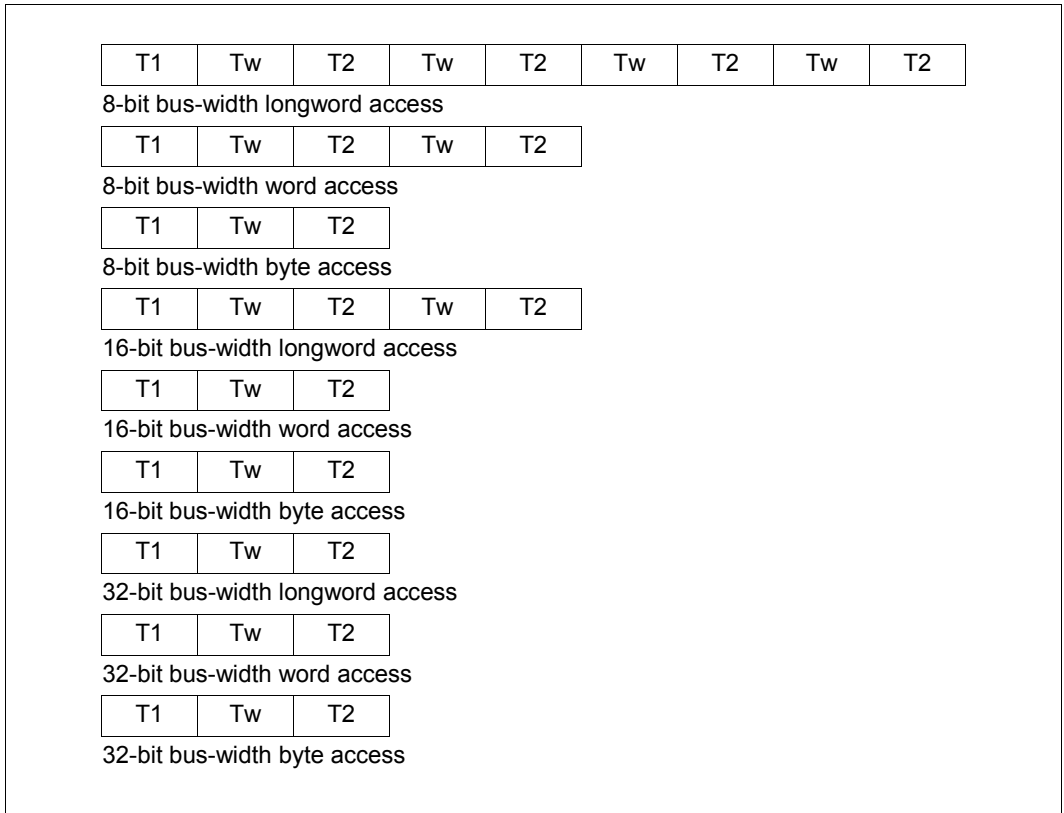 T1 Tw T2 Tw T2 Tw T2 Tw T2
8-bit bus-width longword access
T1 Tw T2 Tw T2
8-bit bus-width word access
T1 Tw T2
8-bit bus-width byte access
T1 Tw T2 Tw T2
16-bit bus-width longword access
T1 Tw T2
16-bit bus-width word access
T1 Tw T2
16-bit bus-width byte access
T1 Tw T2
32-bit bus-width longword access
T1 Tw T2
32-bit bus-width word access
T1 Tw T2
32-bit bus-width byte access